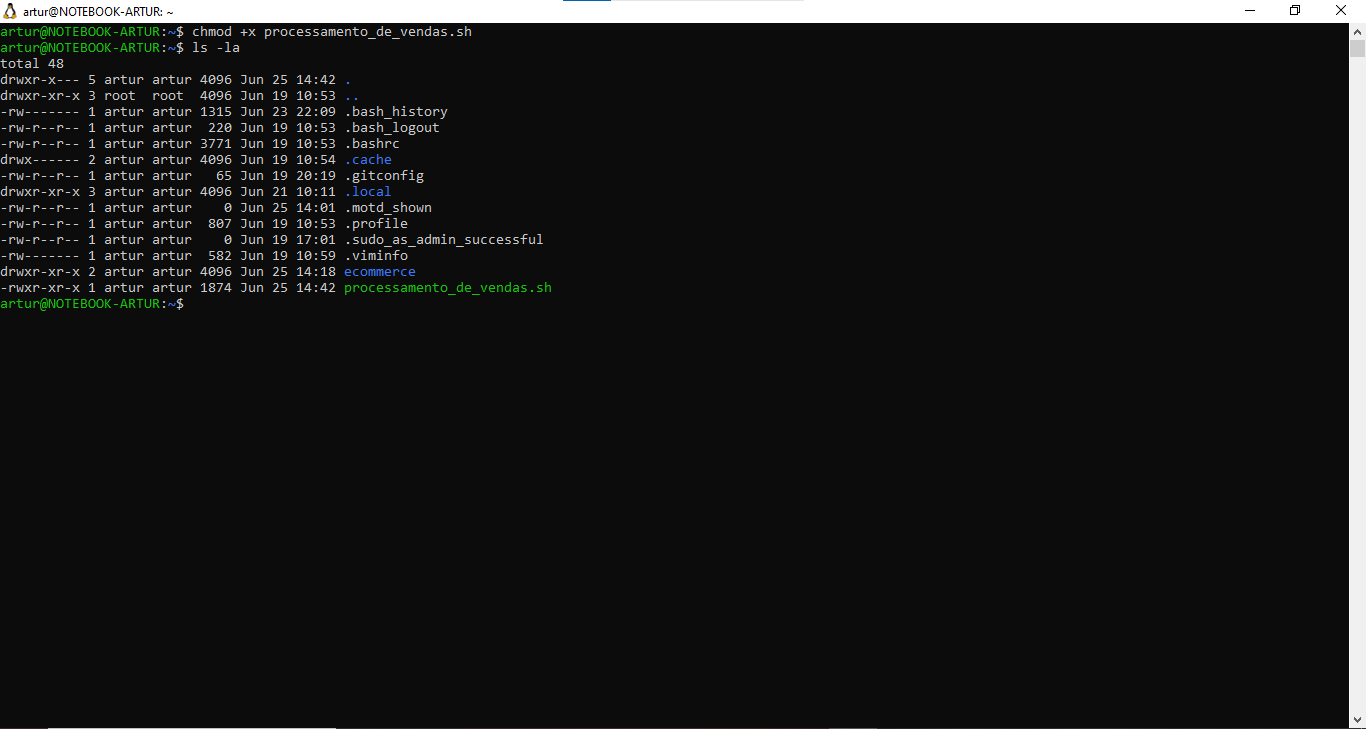 artur@NOTEBOOK-ARTUR: ~
artur@NOTEBOOK-ARTUR:~$ chmod +x processamento_de_vendas.sh
artur@NOTEBOOK-ARTUR:~$ ls -la
total 48
drwxr-x--- 5 artur artur 4096 Jun 25 14:42 .
drwxr-xr-x 3 root  root  4096 Jun 19 10:53 ..
-rw------- 1 artur artur 1315 Jun 23 22:09 .bash_history
-rw-r--r-- 1 artur artur  220 Jun 19 10:53 .bash_logout
-rw-r--r-- 1 artur artur 3771 Jun 19 10:53 .bashrc
drwx------ 2 artur artur 4096 Jun 19 10:54 .cache
-rw-r--r-- 1 artur artur   65 Jun 19 20:19 .gitconfig
drwxr-xr-x 3 artur artur 4096 Jun 21 10:11 .local
-rw-r--r-- 1 artur artur    0 Jun 25 14:01 .motd_shown
-rw-r--r-- 1 artur artur  807 Jun 19 10:53 .profile
-rw-r--r-- 1 artur artur    0 Jun 19 17:01 .sudo_as_admin_successful
-rw------- 1 artur artur  582 Jun 19 10:59 .viminfo
drwxr-xr-x 2 artur artur 4096 Jun 25 14:18 ecommerce
-rwxr-xr-x 1 artur artur 1874 Jun 25 14:42 processamento_de_vendas.sh
artur@NOTEBOOK-ARTUR:~$